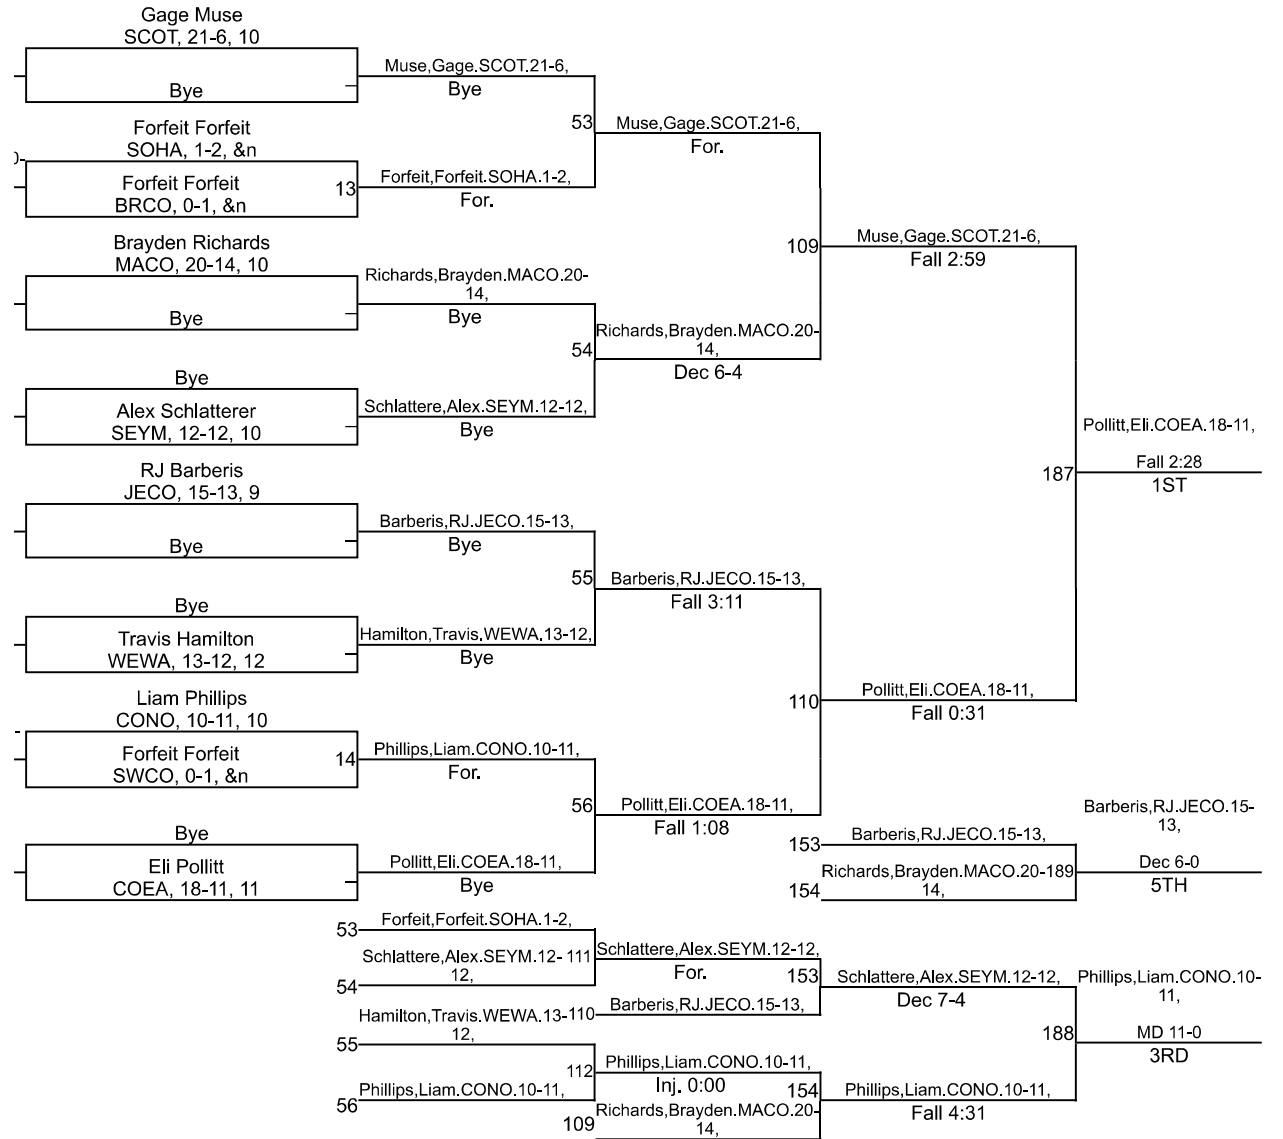 Gage Muse
SCOT, 21-6, 10
Bye
Muse,Gage.SCOT.21-6,
Bye
Forfeit Forfeit
SOHA, 1-2, &n
Forfeit Forfeit
BRCO, 0-1, &n
13
Forfeit,Forfeit.SOHA.1-2,
For.
53
Muse,Gage.SCOT.21-6,
For.
Brayden Richards
MACO, 20-14, 10
Bye
Richards,Brayden.MACO.20-
14,
Bye
Bye
Alex Schlatterer
SEYM, 12-12, 10
Schlattere,Alex.SEYM.12-12,
Bye
54
Richards,Brayden.MACO.20-
14,
Dec 6-4
109
Muse,Gage.SCOT.21-6,
Fall 2:59
RJ Barberis
JECO, 15-13, 9
Bye
Barberis,RJ.JECO.15-13,
Bye
Bye
Travis Hamilton
WEWA, 13-12, 12
Hamilton,Travis.WEWA.13-12,
Bye
55
Barberis,RJ.JECO.15-13,
Fall 3:11
Liam Phillips
CONO, 10-11, 10
Forfeit Forfeit
SWCO, 0-1, &n
14
Phillips,Liam.CONO.10-11,
For.
Bye
Eli Pollitt
COEA, 18-11, 11
Pollitt,Eli.COEA.18-11,
Bye
56
Pollitt,Eli.COEA.18-11,
Fall 1:08
110
Pollitt,Eli.COEA.18-11,
Fall 0:31
187
Pollitt,Eli.COEA.18-11,
Fall 2:28
1ST
153
Barberis,RJ.JECO.15-13,
154
Richards,Brayden.MACO.20-
14,
189
Barberis,RJ.JECO.15-
13,
Dec 6-0
5TH
53
Forfeit,Forfeit.SOHA.1-2,
54
Schlattere,Alex.SEYM.12-
12,
111
Schlattere,Alex.SEYM.12-12,
For.
110
Barberis,RJ.JECO.15-13,
153
Schlattere,Alex.SEYM.12-12,
Dec 7-4
55
Hamilton,Travis.WEWA.13-
12,
56
Phillips,Liam.CONO.10-11,
112
Phillips,Liam.CONO.10-11,
Inj. 0:00
109
Richards,Brayden.MACO.20-
14,
154
Phillips,Liam.CONO.10-11,
Fall 4:31
188
Phillips,Liam.CONO.10-
11,
MD 11-0
3RD